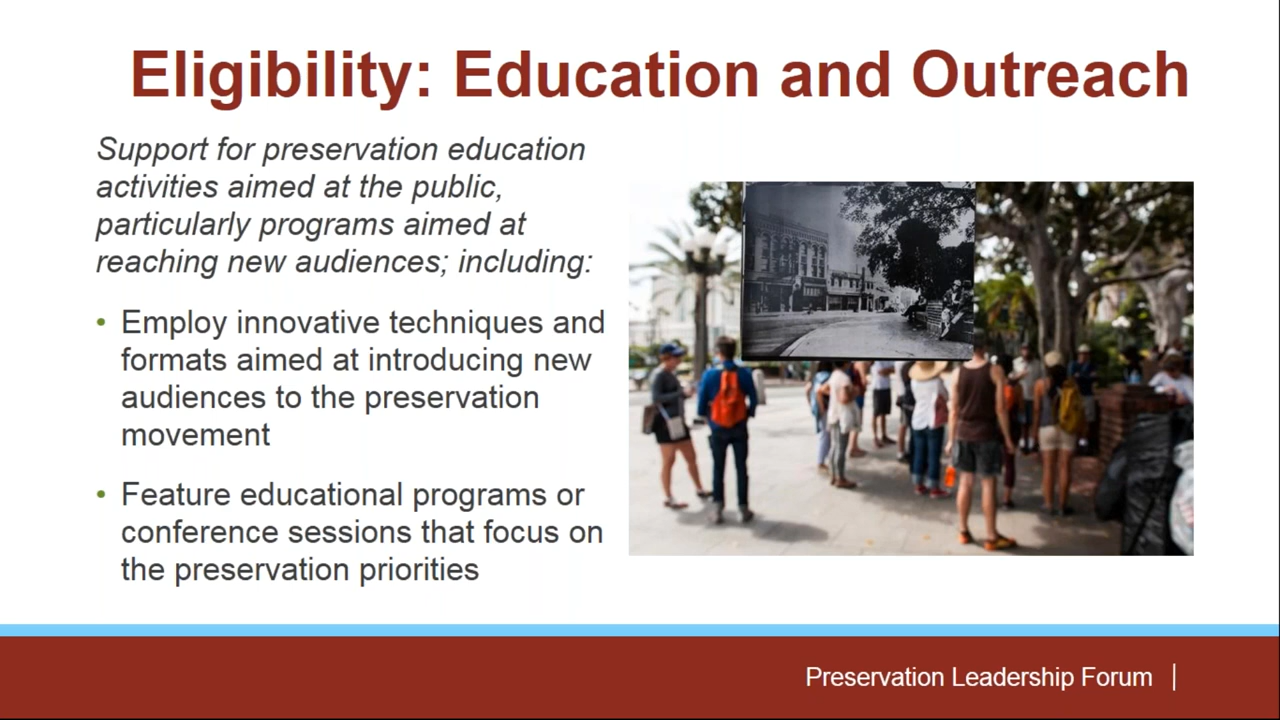 Eligibility: Education and Outreach
Support for preservation education
activities aimed at the public,
particularly programs aimed at
reaching new audiences; including:
• Employ innovative techniques and
formats aimed at introducing new
audiences to the preservation
movement
• Feature educational programs or
conference sessions that focus on
the preservation priorities
Preservation Leadership Forum |